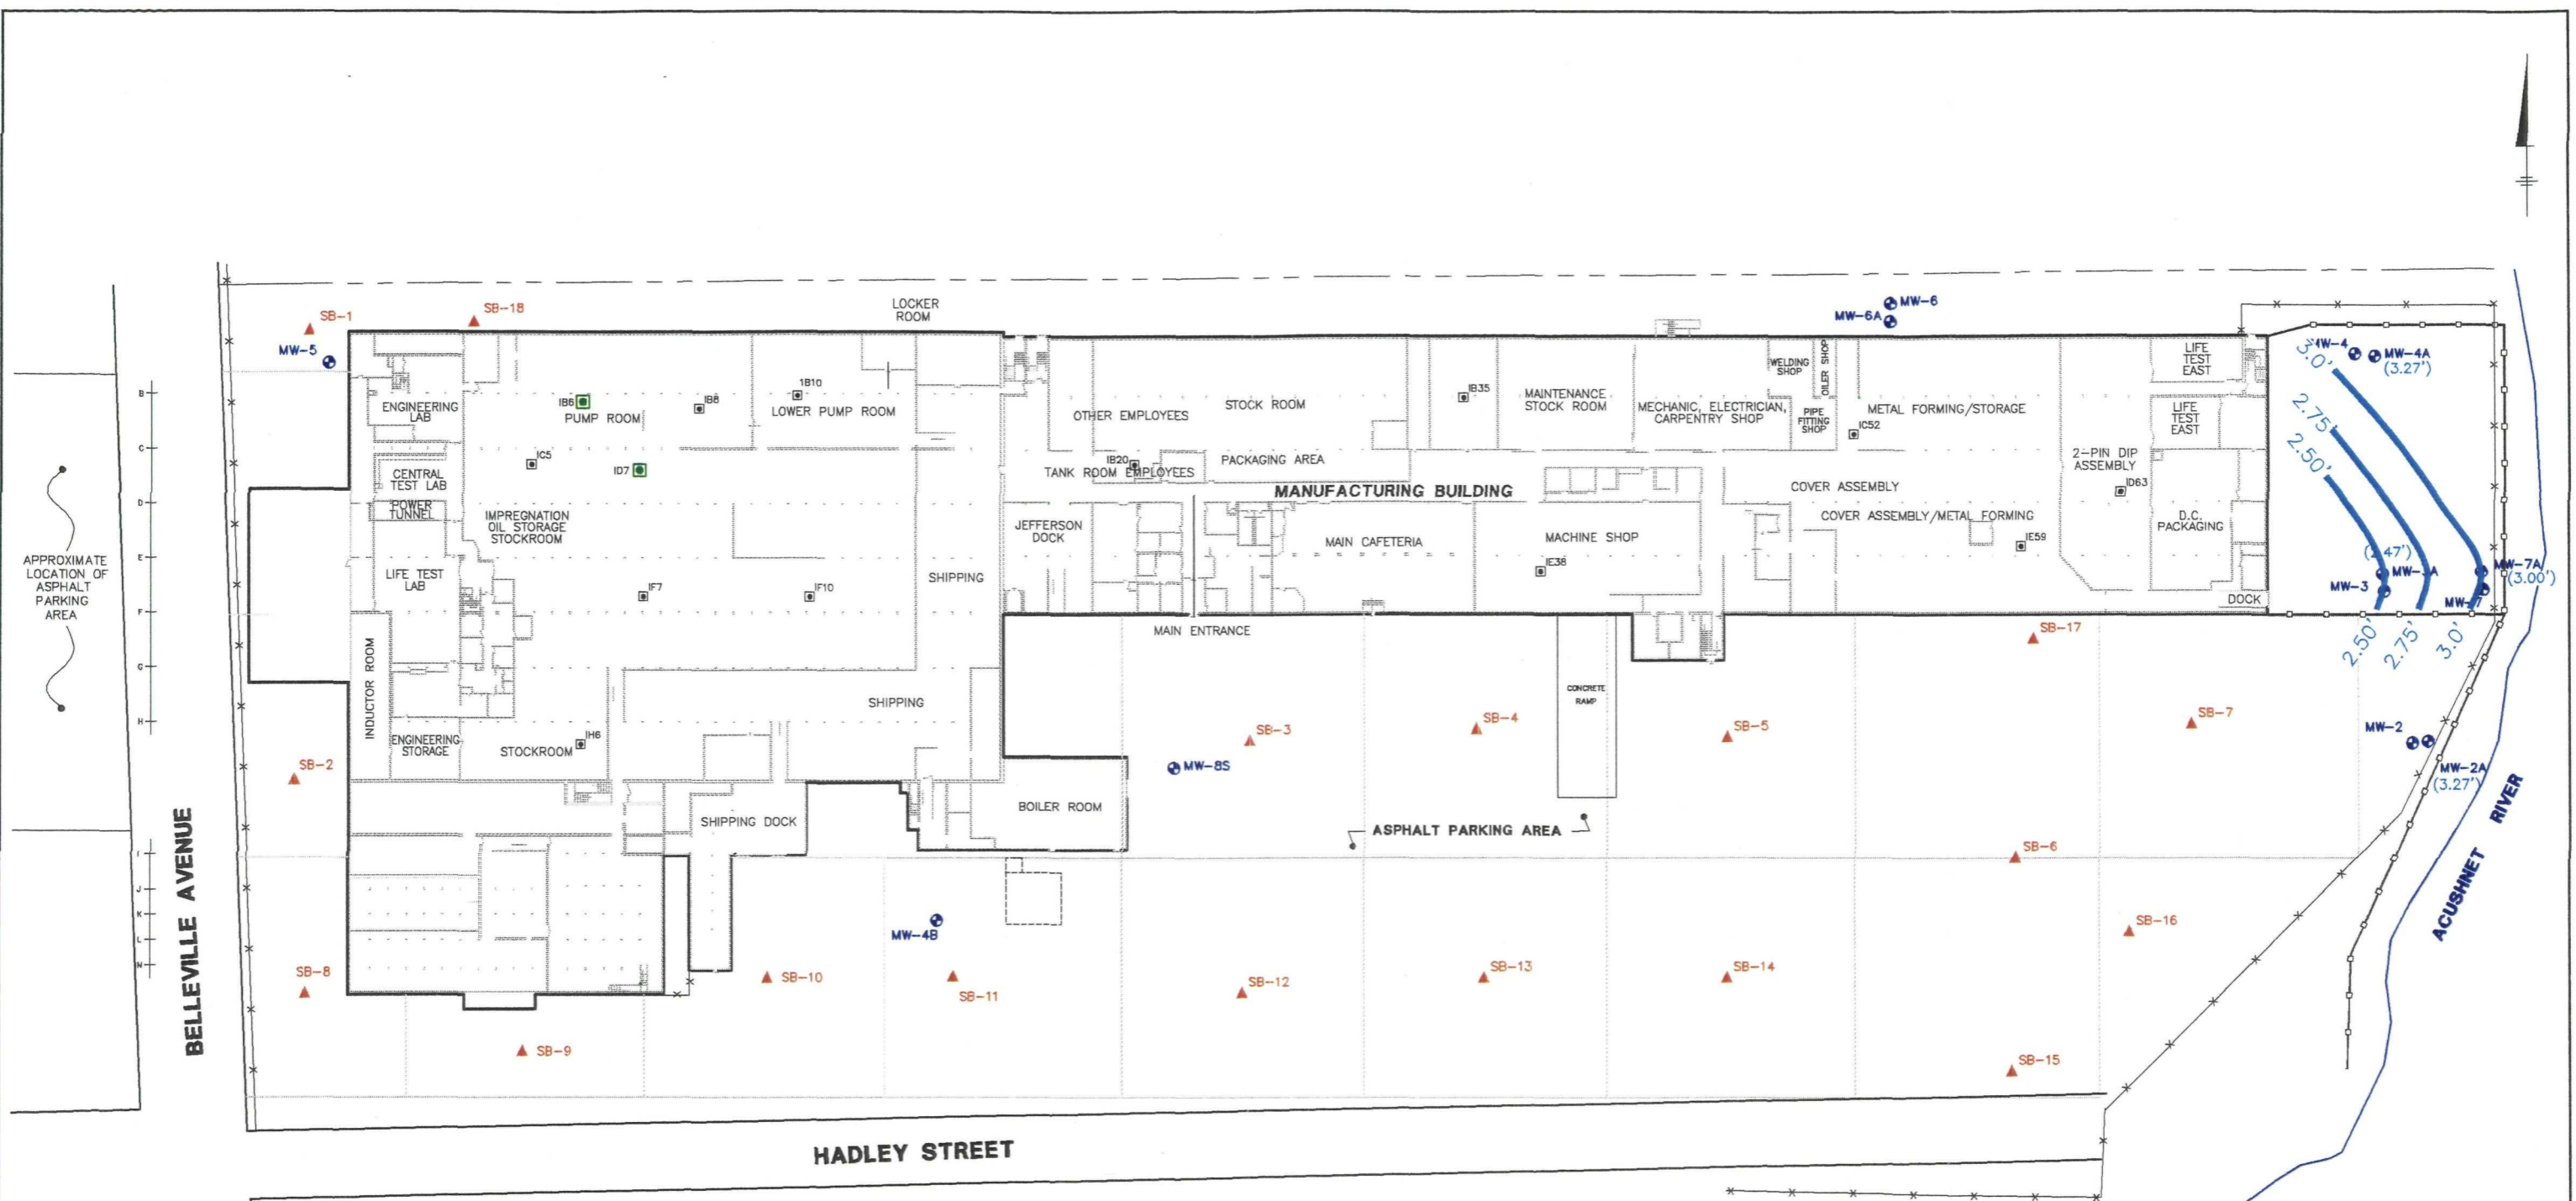 LOCKER
ROOM
SB-1
SB-18
MW-5
MW-6
MW-6A
ENGINEERING
LAB
IB6
PUMP ROOM
IB8
1B10
LOWER PUMP ROOM
OTHER EMPLOYEES
STOCK ROOM
IB35
MAINTENANCE
STOCK ROOM
WELDING
SHOP
OILER SHOP
MECHANIC, ELECTRICIAN,
CARPENTRY SHOP
PIPE
FITTING
SHOP
METAL FORMING/STORAGE
IC52
LIFE
TEST
EAST
LIFE
TEST
EAST
MW-4A
(3.27')
3.0'
2.75'
2.50'
B
C
D
E
F
G
H
I
J
K
L
M
CENTRAL
TEST LAB
POWER
TUNNEL
IC5
ID7
IMPREGNATION
OIL STORAGE
STOCKROOM
IB20
TANK ROOM EMPLOYEES
PACKAGING AREA
MANUFACTURING BUILDING
COVER ASSEMBLY
COVER ASSEMBLY/METAL FORMING
2-PIN DIP
ASSEMBLY
ID63
D.C.
PACKAGING
JEFFERSON
DOCK
MAIN CAFETERIA
MACHINE SHOP
IE38
IE59
APPROXIMATE
LOCATION OF
ASPHALT
PARKING
AREA
LIFE TEST
LAB
IF7
IF10
SHIPPING
MW-3
MW-7A
(3.00')
DOCK
MAIN ENTRANCE
SB-17
2.50'
2.75'
3.0'
INDUCTOR ROOM
SHIPPING
CONCRETE
RAMP
ENGINEERING
STORAGE
STOCKROOM
IH6
SB-2
SB-3
SB-4
SB-5
SB-7
MW-2
MW-8S
MW-2A
(3.27')
SHIPPING DOCK
BOILER ROOM
ASPHALT PARKING AREA
SB-6
ACUSHNET RIVER
BELLEVILLE AVENUE
MW-4B
SB-16
SB-8
SB-10
SB-11
SB-12
SB-13
SB-14
SB-9
SB-15
HADLEY STREET